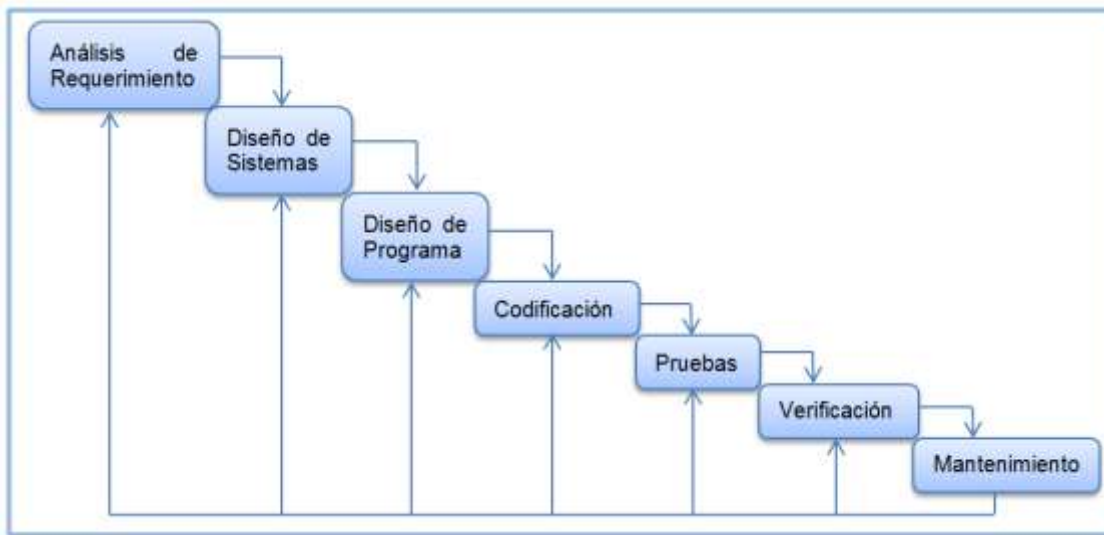 Análisis de
Requerimiento
Diseño de
Sistemas
Diseño de
Programa
Codificación
Pruebas
Verificación
Mantenimiento